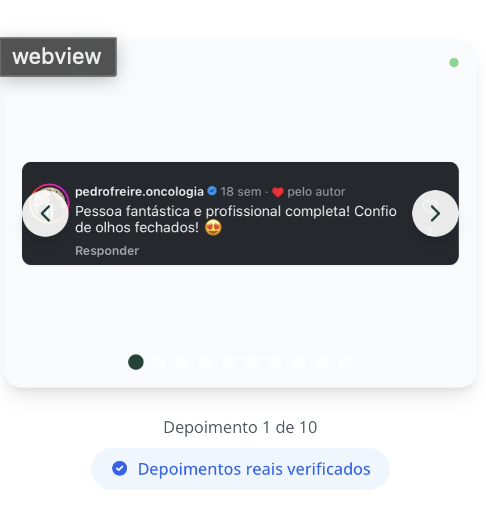 webview
pedrofreire.oncologia 18 sem · ❤️ pelo autor
Pessoa fantástica e profissional completa! Confio
de olhos fechados! 😍
Responder
Depoimento 1 de 10
Depoimentos reais verificados